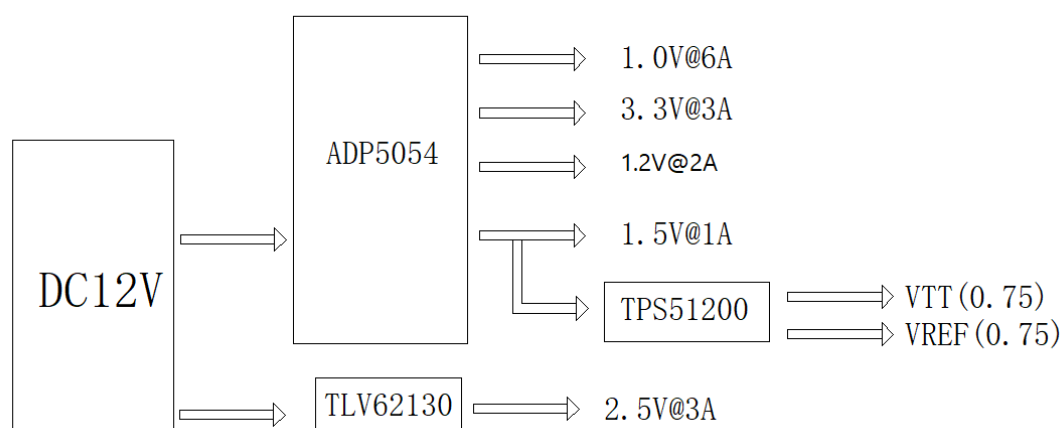 1.0V@6A
3.3V@3A
ADP5054
1.2V@2A
1.5V@1A
DC12V
TPS51200
VTT(0.75)
VREF(0.75)
TLV62130
2.5V@3A